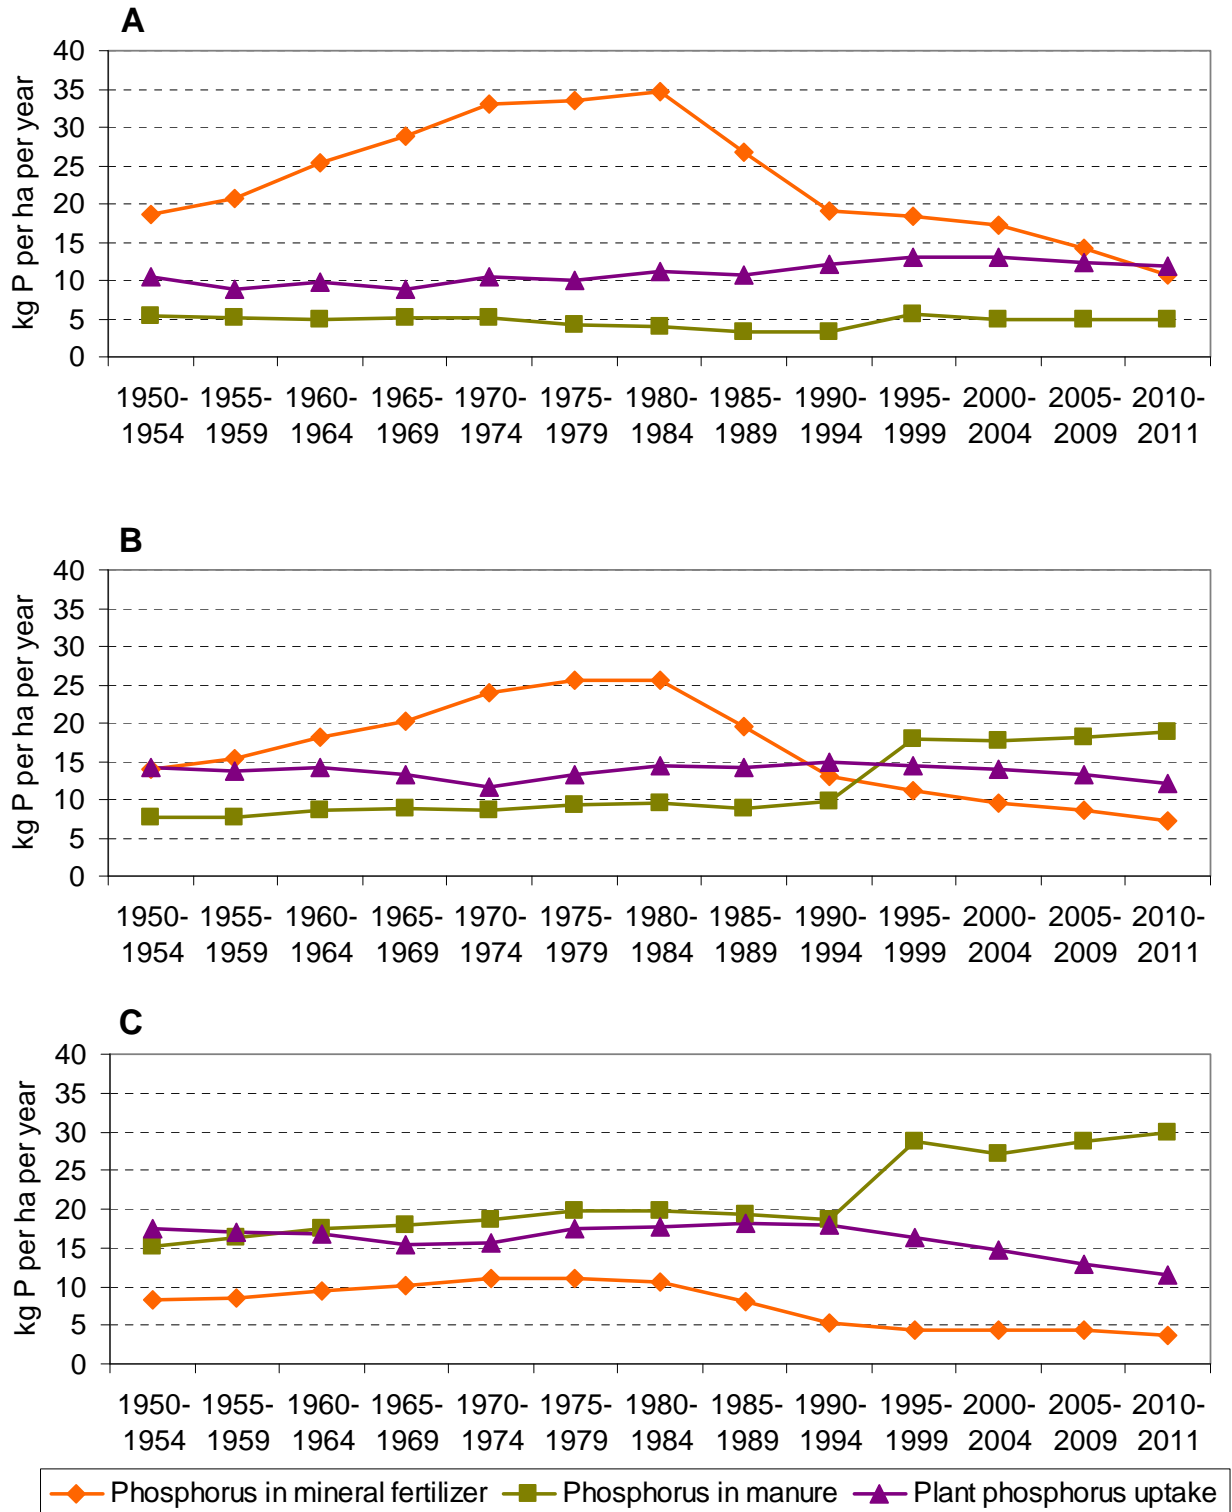 A
kg P per ha per year
40
35
30
25
20
15
10
5
0
1950- 1955- 1960- 1965- 1970- 1975- 1980- 1985- 1990- 1995- 2000- 2005- 2010-
1954 1959 1964 1969 1974 1979 1984 1989 1994 1999 2004 2009 2011
B
kg P per ha per year
40
35
30
25
20
15
10
5
0
1950- 1955- 1960- 1965- 1970- 1975- 1980- 1985- 1990- 1995- 2000- 2005- 2010-
1954 1959 1964 1969 1974 1979 1984 1989 1994 1999 2004 2009 2011
C
kg P per ha per year
40
35
30
25
20
15
10
5
0
1950- 1955- 1960- 1965- 1970- 1975- 1980- 1985- 1990- 1995- 2000- 2005- 2010-
1954 1959 1964 1969 1974 1979 1984 1989 1994 1999 2004 2009 2011
Phosphorus in mineral fertilizer Phosphorus in manure Plant phosphorus uptake